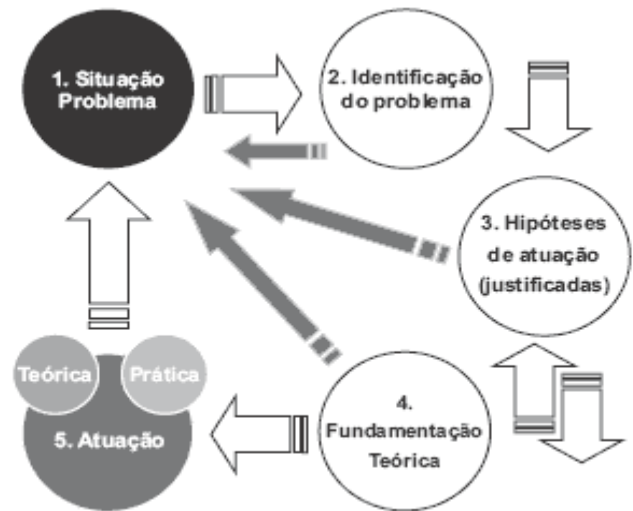 1. Situação
Problema
2. Identificação
do problema
3. Hipóteses
de atuação
(justificadas)
4.
Fundamentação
Teórica
Teórica
Prática
5. Atuação